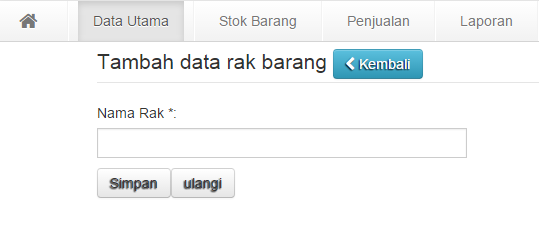 Data Utama Stok Barang Penjualan Laporan
Tambah data rak barang Kembali
Nama Rak *:
Simpan ulangi